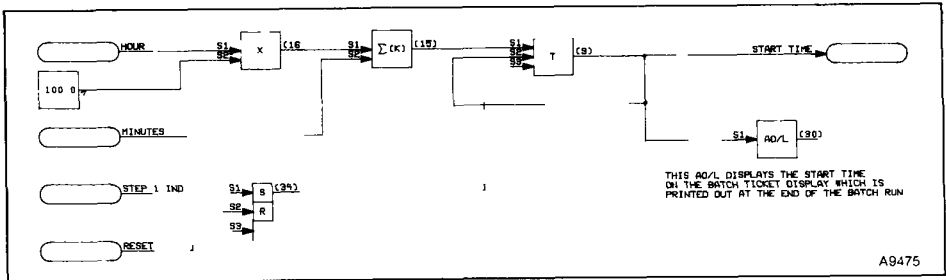 HOUR
S1
S2
X
(16
100 0
S1
S2
Σ(K)
(15)
S1
S2
S3
T
(9)
START TIME
MINUTES
S1
AO/L
(30)
THIS AO/L DISPLAYS THE START TIME
ON THE BATCH TICKET DISPLAY WHICH IS
PRINTED OUT AT THE END OF THE BATCH RUN
STEP 1 IND
S1
S
(34)
S2
R
S3
RESET
A9475